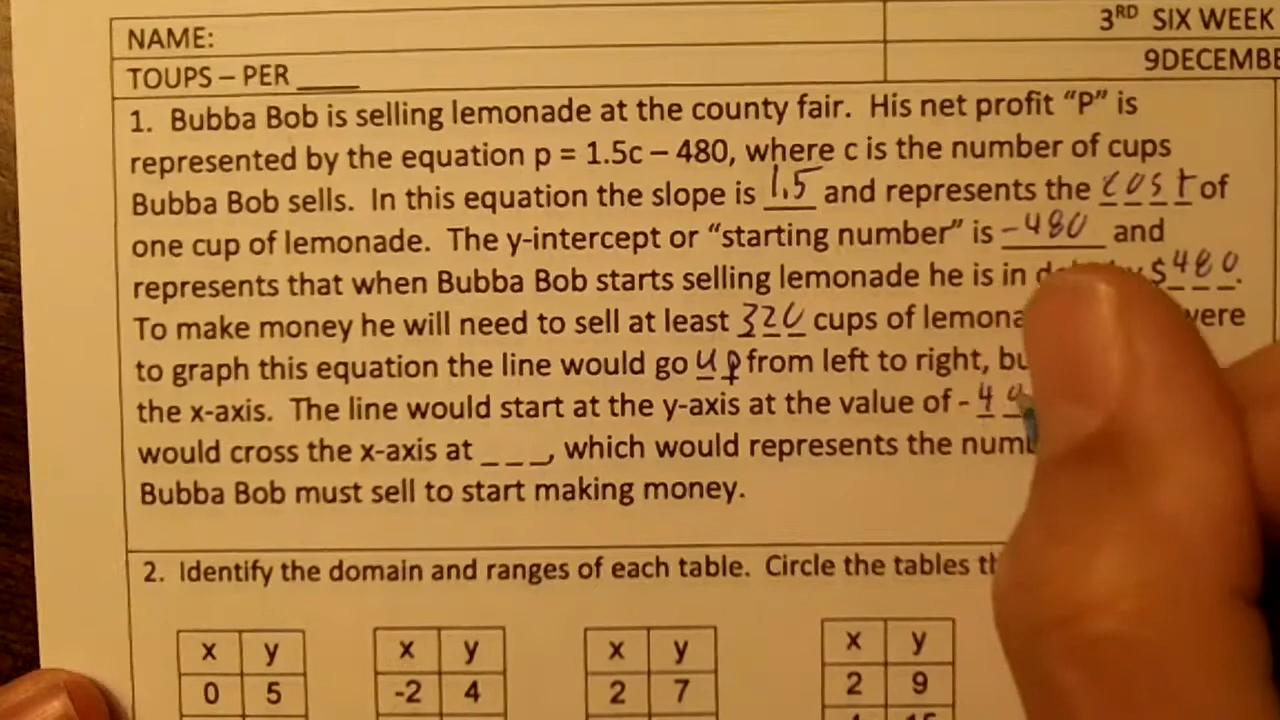 NAME: 3RD SIX WEEK
TOUPS – PER ____ 9DECEMBE
1. Bubba Bob is selling lemonade at the county fair. His net profit “P” is
represented by the equation p = 1.5c – 480, where c is the number of cups
Bubba Bob sells. In this equation the slope is 1.5 and represents the cost of
one cup of lemonade. The y-intercept or “starting number” is -480 and
represents that when Bubba Bob starts selling lemonade he is in $480.
To make money he will need to sell at least 320 cups of
to graph this equation the line would go up from left to right,
the x-axis. The line would start at the y-axis at the value of - 4
would cross the x-axis at _ _ _, which would represents the
Bubba Bob must sell to start making money.
2. Identify the domain and ranges of each table. Circle the tables
x y x y x y x y
0 5 -2 4 2 7 2 9